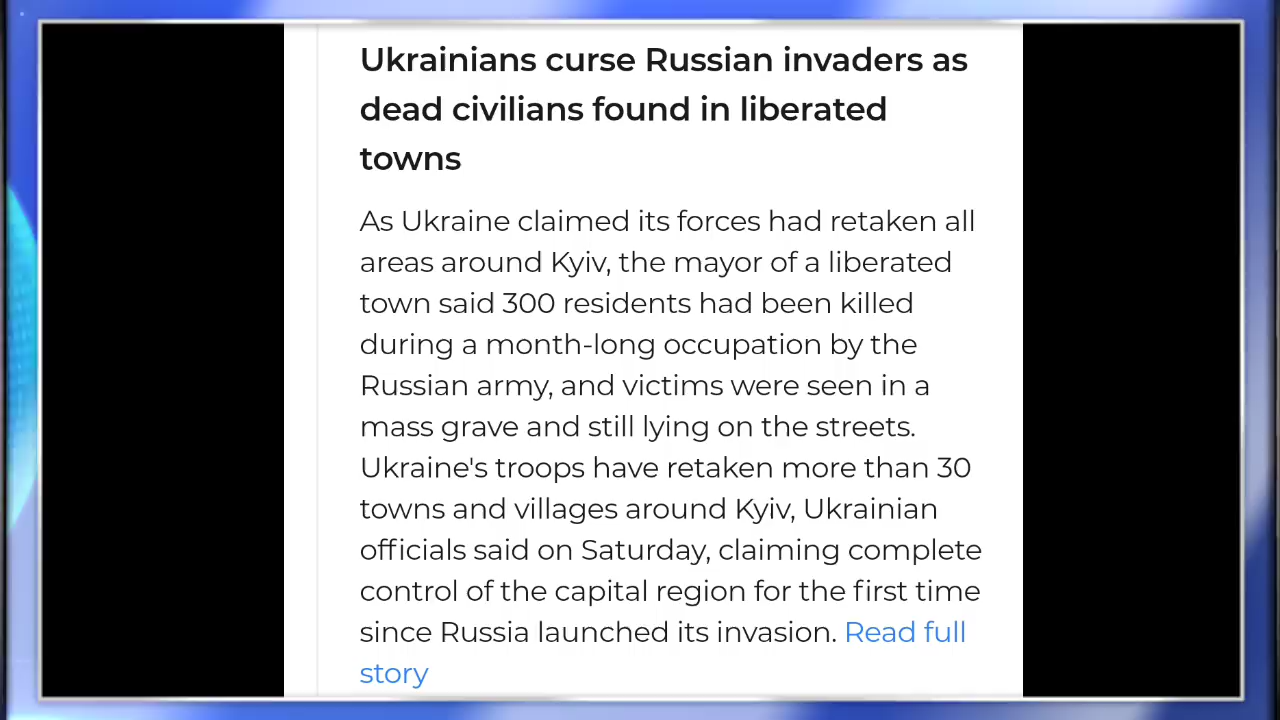 Ukrainians curse Russian invaders as
dead civilians found in liberated
towns
As Ukraine claimed its forces had retaken all
areas around Kyiv, the mayor of a liberated
town said 300 residents had been killed
during a month-long occupation by the
Russian army, and victims were seen in a
mass grave and still lying on the streets.
Ukraine's troops have retaken more than 30
towns and villages around Kyiv, Ukrainian
officials said on Saturday, claiming complete
control of the capital region for the first time
since Russia launched its invasion. Read full
story